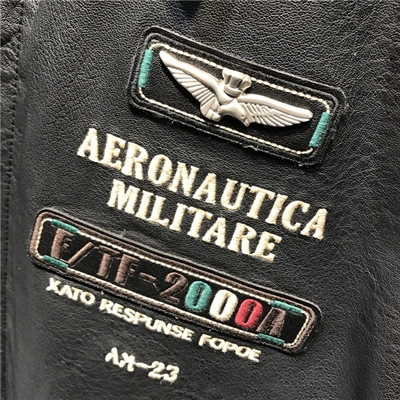 AERONAUTICA
MILITARE
F/TF-2000A
XATO RESPUNSE FOPOE
AM-23